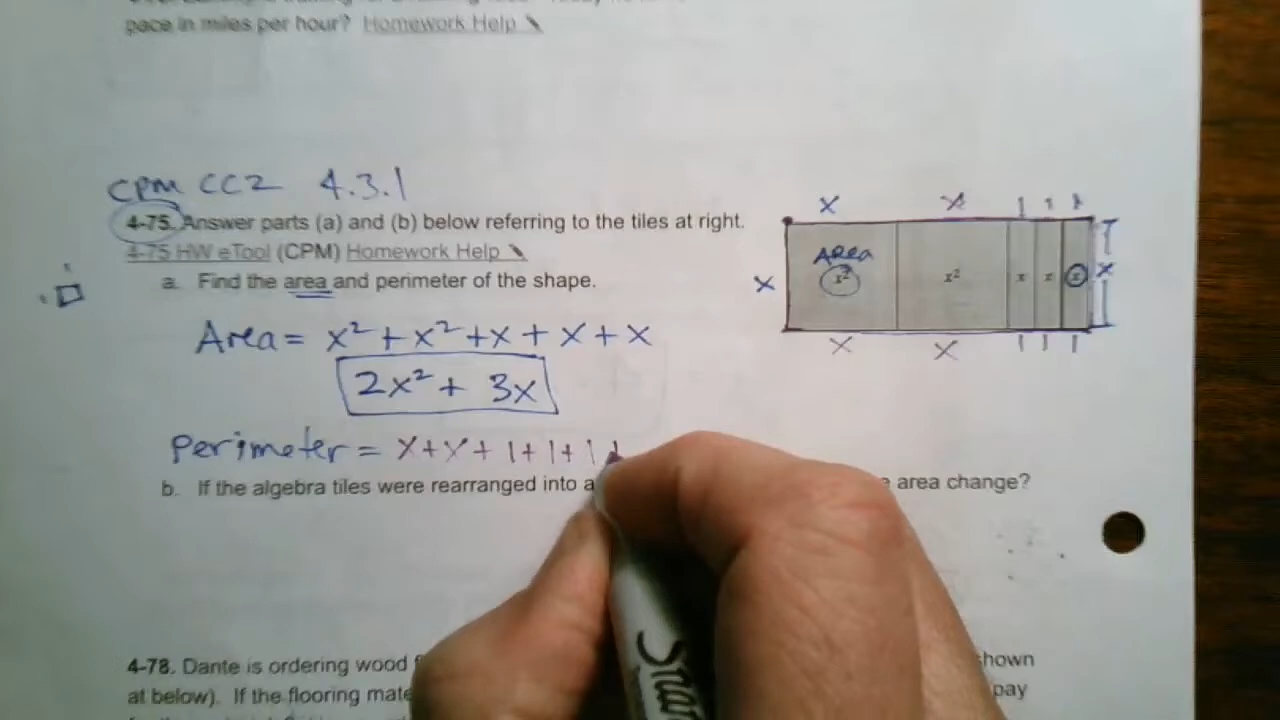 pace in miles per hour? Homework Help ✎
CPM CC2 4.3.1
4-75. Answer parts (a) and (b) below referring to the tiles at right.
4-75 HW eTool (CPM) Homework Help ✎
a. Find the area and perimeter of the shape.
x x 1 1 1
Area
x x² x² x x x x
x x 1 1 1
Area = x² + x² + x + x + x
2x² + 3x
Perimeter = x + x + 1 + 1 + 1 +
b. If the algebra tiles were rearranged into a area change?
4-78. Dante is ordering wood hown
at below). If the flooring mate pay